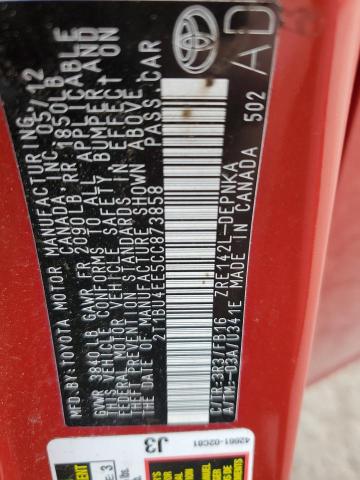 MFD.BY:TOYOTA MOTOR MANUFACTURING
CANADA, INC. 05/12
GVWR 3840LB GAWR FR 2090LB RR 1850LB
THIS VEHICLE CONFORMS TO ALL APPLICABLE
FEDERAL MOTOR VEHICLE SAFETY, BUMPER AND
THEFT PREVENTION STANDARDS IN EFFECT ON
THE DATE OF MANUFACTURE SHOWN ABOVE.
2T1BU4EE5CC873858 PASS.CAR
C/TR:3R3/FB16 ZRE142L-DEPNKA
A/TM:-03A/U341E MADE IN CANADA 502
AD
J3
42661-02C81